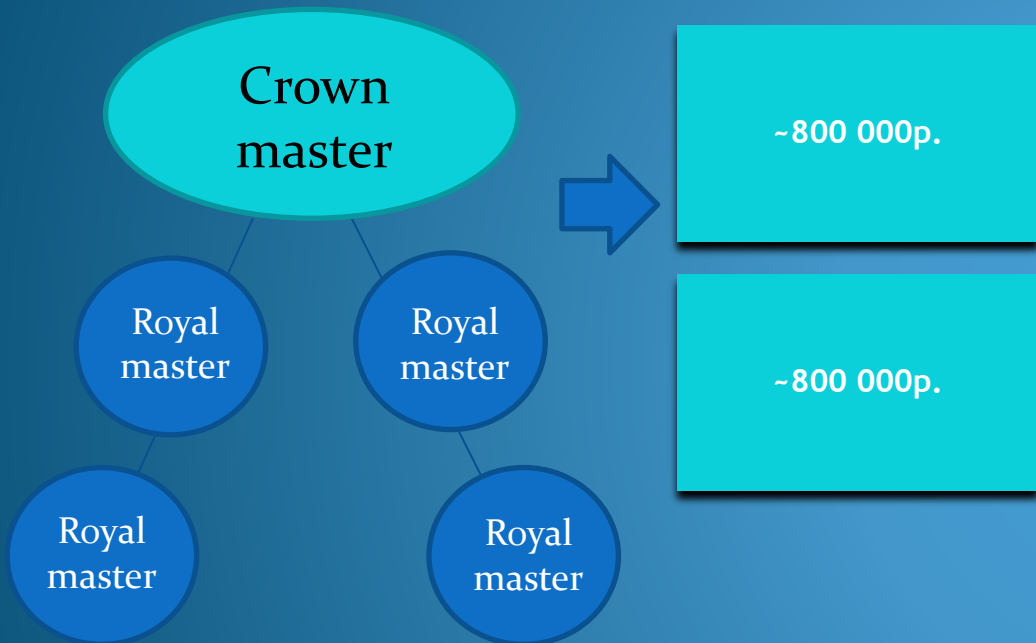 Crown
master
~800 000р.
Royal
master
Royal
master
~800 000р.
Royal
master
Royal
master